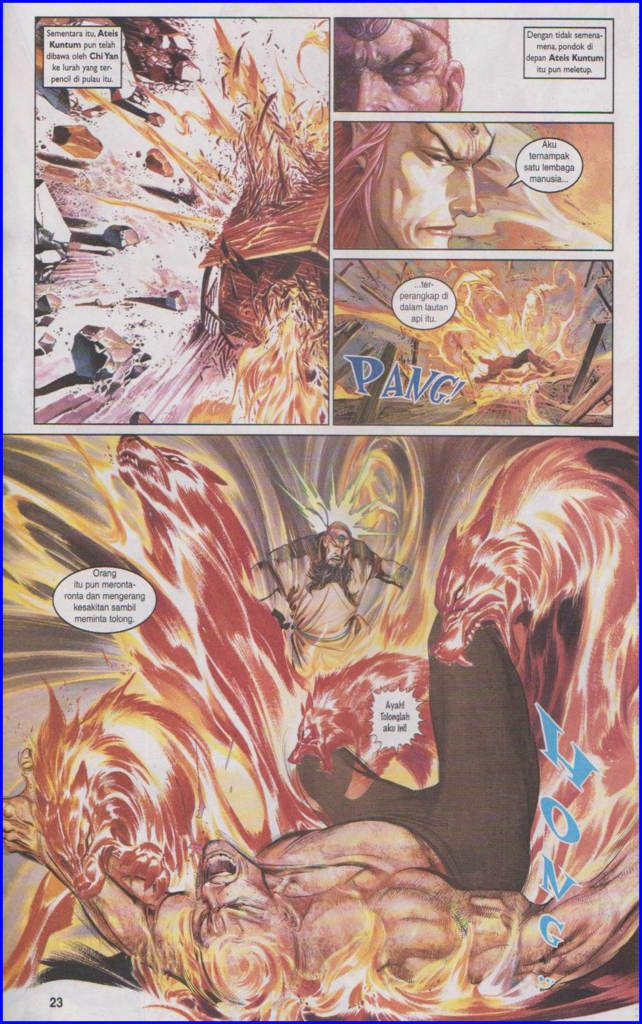 Sementara itu, Ateis
Kuntum pun telah
dibawa oleh Chi Yan
ke lurah yang ter-
pencil di pulau itu.
Dengan tidak semena-
mena, pondok di
depan Ateis Kuntum
itu pun meletup.
Aku
ternampak
satu lembaga
manusia...
...ter-
perangkap di
dalam lautan
api itu.
PANG!
Orang
itu pun meronta-
ronta dan mengerang
kesakitan sambil
meminta tolong.
Ayah!
Tolonglah
aku ini!
HONG!
23